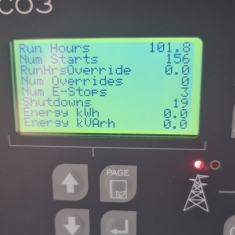 CO3
Run Hours 101.8
Num Starts 156
RunHrsOverride 0.0
Num Overrides 0
Num E-Stops 3
Shutdowns 19
Energy kWh 0.0
Energy kVArh 0.0
PAGE